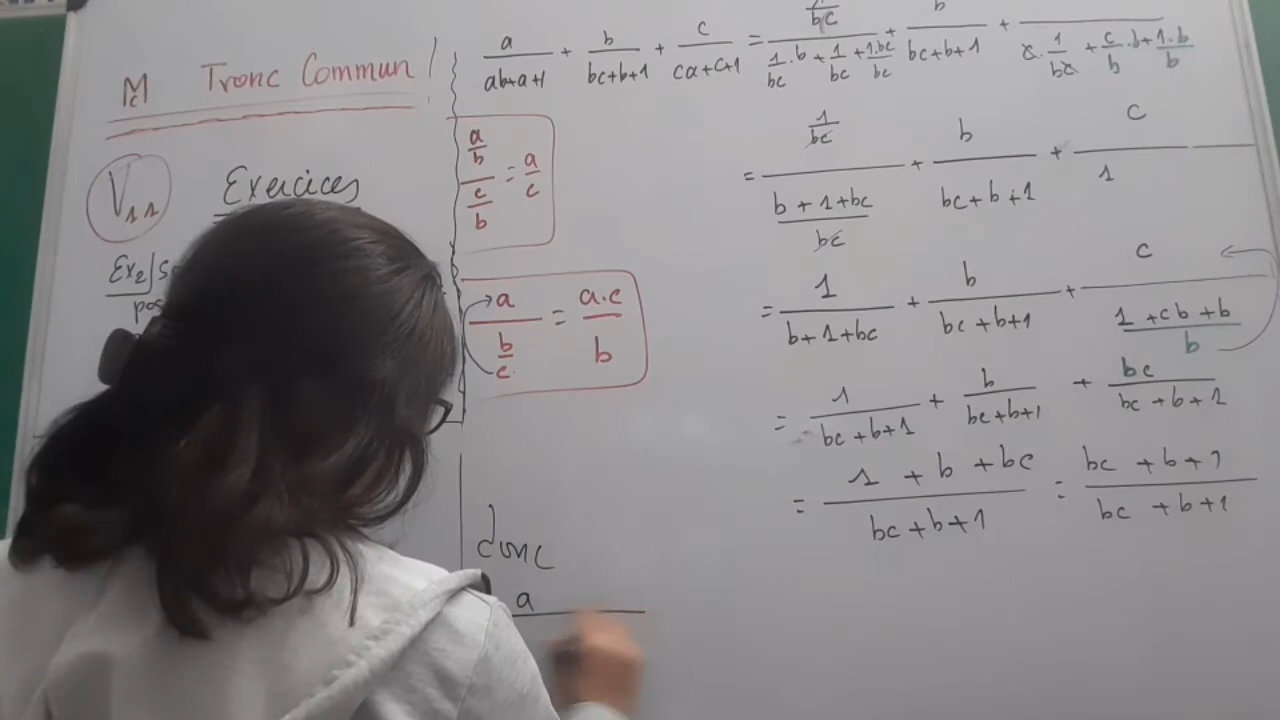 Mc Tronc Commun
V11 Exercices
Ex2/
pos
a/(ab+a+1) + b/(bc+b+1) + c/(ca+c+1) = (1/bc)/(1/bc·b + 1/bc + 1·bc/bc) + b/(bc+b+1) + /(c·1/bc + c/b·b + 1·b/b)
(a/b)/(c/b) = a/c
= (1/bc)/((b+1+bc)/bc) + b/(bc+b+1) + c/1
a/(b/c) = a.c/b
= 1/(b+1+bc) + b/(bc+b+1) + c/((1+cb+b)/b)
= 1/(bc+b+1) + b/(bc+b+1) + bc/(bc+b+1)
= (1+b+bc)/(bc+b+1) = (bc+b+1)/(bc+b+1)
donc
a